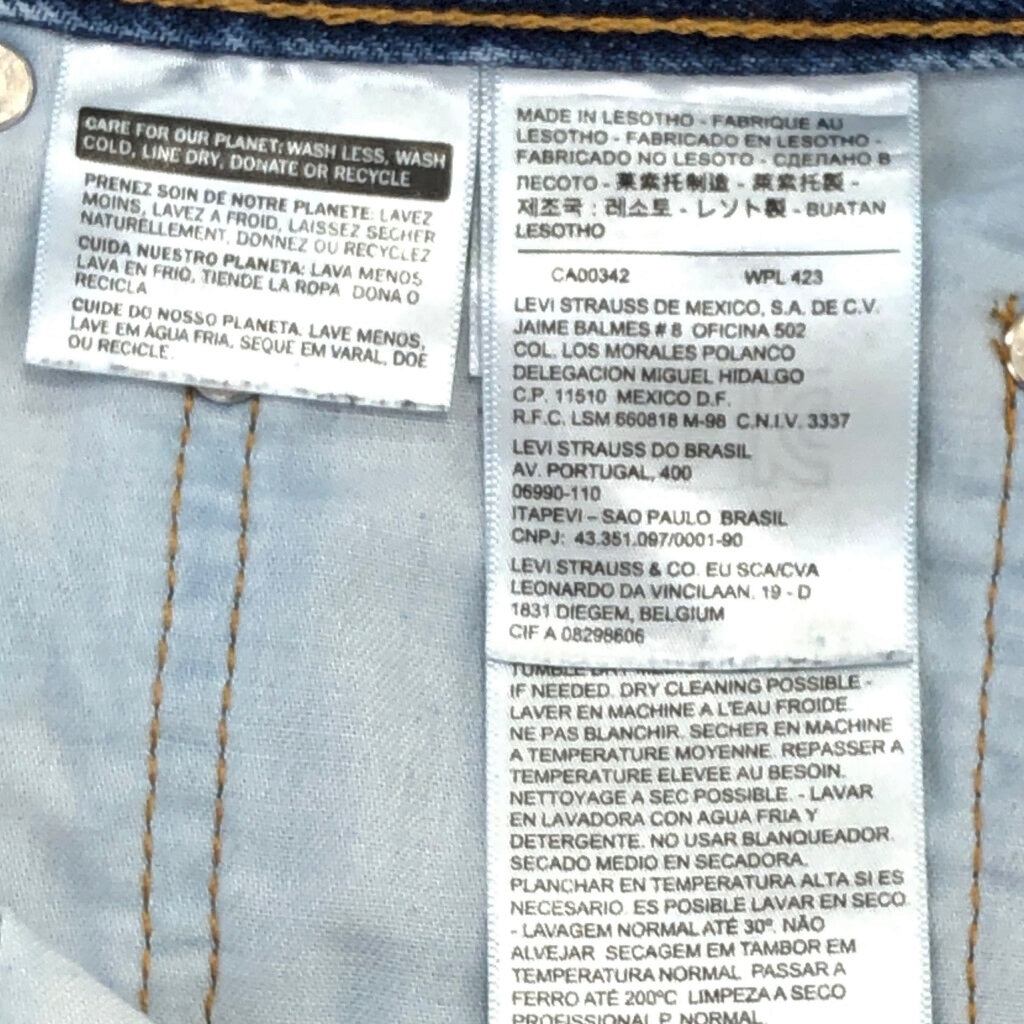 CARE FOR OUR PLANET: WASH LESS, WASH
COLD, LINE DRY, DONATE OR RECYCLE
PRENEZ SOIN DE NOTRE PLANETE: LAVEZ
MOINS, LAVEZ A FROID, LAISSEZ SECHER
NATURELLEMENT, DONNEZ OU RECYCLEZ
CUIDA NUESTRO PLANETA: LAVA MENOS,
LAVA EN FRIO, TIENDE LA ROPA DONA O
RECICLA
CUIDE DO NOSSO PLANETA. LAVE MENOS,
LAVE EM ÁGUA FRIA, SEQUE EM VARAL, DOE
OU RECICLE.
MADE IN LESOTHO - FABRIQUE AU
LESOTHO - FABRICADO EN LESOTHO -
FABRICADO NO LESOTO - СДЕЛАНО В
ЛЕСОТО - 莱索托制造 - 萊索托製 -
제조국 : 레소토 - レソト製 - BUATAN
LESOTHO
CA00342 WPL 423
LEVI STRAUSS DE MEXICO, S.A. DE C.V.
JAIME BALMES # 8 OFICINA 502
COL. LOS MORALES POLANCO
DELEGACION MIGUEL HIDALGO
C.P. 11510 MEXICO D.F.
R.F.C. LSM 660818 M-98 C.N.I.V. 3337
LEVI STRAUSS DO BRASIL
AV. PORTUGAL, 400
06990-110
ITAPEVI – SAO PAULO BRASIL
CNPJ: 43.351.097/0001-90
LEVI STRAUSS & CO. EU SCA/CVA
LEONARDO DA VINCILAAN. 19 - D
1831 DIEGEM, BELGIUM
CIF A 08298606
TUMBLE DRY
IF NEEDED. DRY CLEANING POSSIBLE -
LAVER EN MACHINE A L'EAU FROIDE.
NE PAS BLANCHIR. SECHER EN MACHINE
A TEMPERATURE MOYENNE. REPASSER A
TEMPERATURE ELEVEE AU BESOIN.
NETTOYAGE A SEC POSSIBLE. - LAVAR
EN LAVADORA CON AGUA FRIA Y
DETERGENTE. NO USAR BLANQUEADOR.
SECADO MEDIO EN SECADORA.
PLANCHAR EN TEMPERATURA ALTA SI ES
NECESARIO. ES POSIBLE LAVAR EN SECO.
- LAVAGEM NORMAL ATÉ 30º. NÃO
ALVEJAR SECAGEM EM TAMBOR EM
TEMPERATURA NORMAL PASSAR A
FERRO ATÉ 200ºC LIMPEZA A SECO
PROFISSIONAL P NORMAL